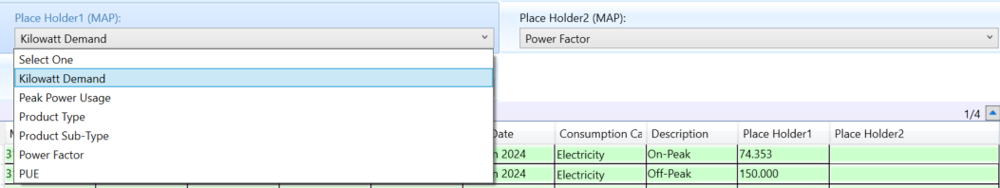 Place Holder1 (MAP):
Place Holder2 (MAP):
Kilowatt Demand
Power Factor
Select One
Kilowatt Demand
Peak Power Usage
Product Type
Product Sub-Type
Power Factor
PUE
1/4
Date Consumption Ca Description Place Holder1 Place Holder2
2024 Electricity On-Peak 74.353
2024 Electricity Off-Peak 150.000